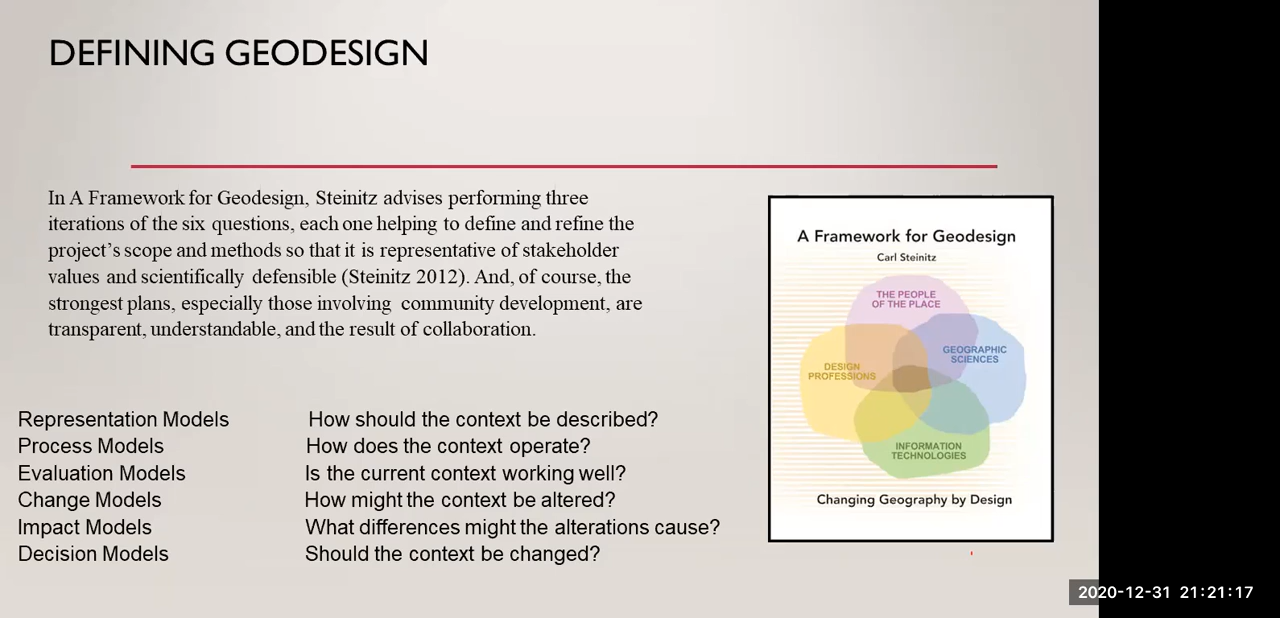 DEFINING GEODESIGN
In A Framework for Geodesign, Steinitz advises performing three
iterations of the six questions, each one helping to define and refine the
project's scope and methods so that it is representative of stakeholder
values and scientifically defensible (Steinitz 2012). And, of course, the
strongest plans, especially those involving community development, are
transparent, understandable, and the result of collaboration.
Representation Models How should the context be described?
Process Models How does the context operate?
Evaluation Models Is the current context working well?
Change Models How might the context be altered?
Impact Models What differences might the alterations cause?
Decision Models Should the context be changed?
A Framework for Geodesign
Carl Steinitz
THE PEOPLE
OF THE PLACE
GEOGRAPHIC
SCIENCES
DESIGN
PROFESSIONS
INFORMATION
TECHNOLOGIES
Changing Geography by Design
2020-12-31 21:21:17